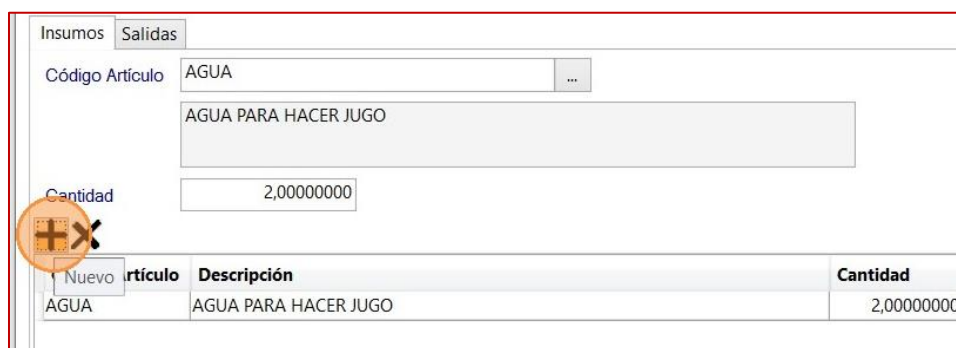 Insumos Salidas
Código Artículo AGUA ...
AGUA PARA HACER JUGO
Cantidad 2,00000000
Nuevo rtículo Descripción Cantidad
AGUA AGUA PARA HACER JUGO 2,00000000